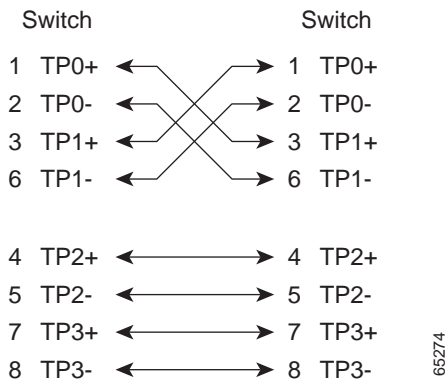 Switch Switch
1 TP0+ 1 TP0+
2 TP0- 2 TP0-
3 TP1+ 3 TP1+
6 TP1- 6 TP1-
4 TP2+ 4 TP2+
5 TP2- 5 TP2-
7 TP3+ 7 TP3+
8 TP3- 8 TP3-
65274